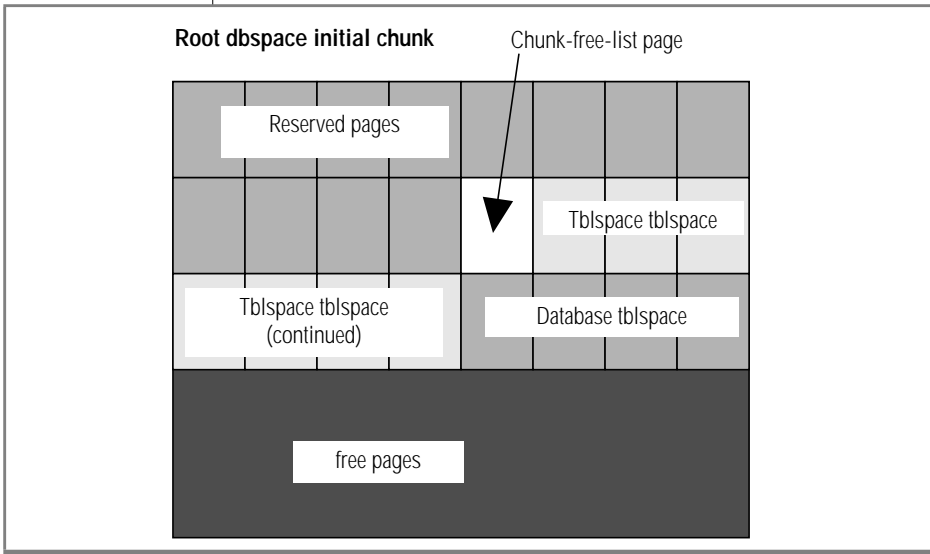 Root dbspace initial chunk
Chunk-free-list page
Reserved pages
Tblspace tblspace
Tblspace tblspace
(continued)
Database tblspace
free pages